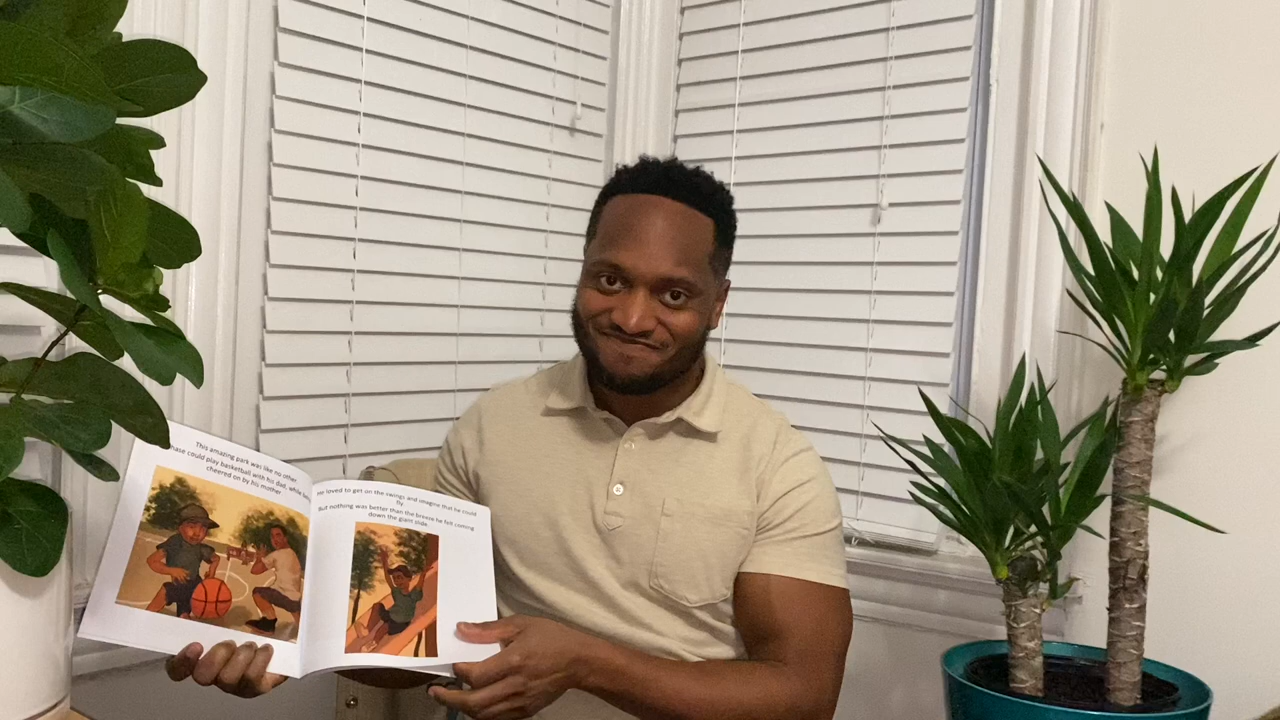 This amazing park was like no other.
hase could play basketball with his dad, while being
cheered on by his mother
He loved to get on the swings and imagine that he could
fly.
But nothing was better than the breeze he felt coming
down the giant slide.